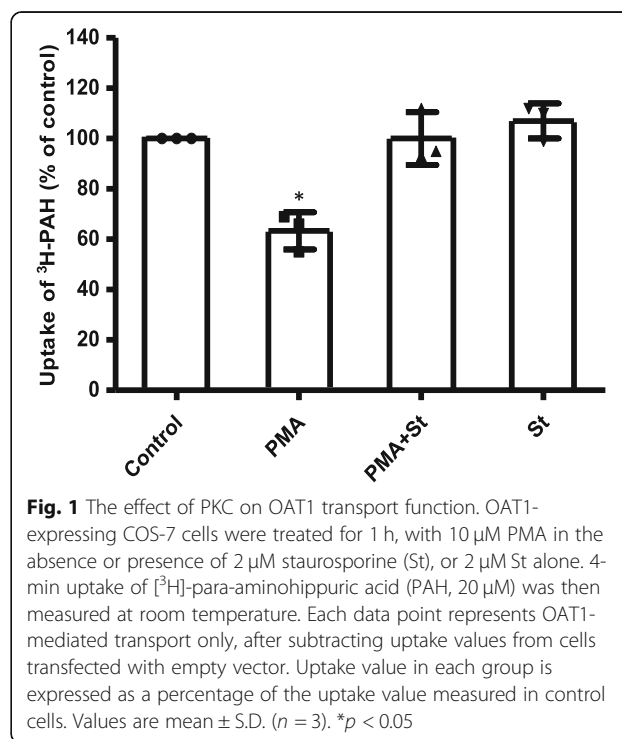 140
120
100
80
60
40
20
0
Uptake of ³H-PAH (% of control)
*
Control
PMA
PMA+St
St
Fig. 1 The effect of PKC on OAT1 transport function. OAT1-
expressing COS-7 cells were treated for 1 h, with 10 μM PMA in the
absence or presence of 2 μM staurosporine (St), or 2 μM St alone. 4-
min uptake of [³H]-para-aminohippuric acid (PAH, 20 μM) was then
measured at room temperature. Each data point represents OAT1-
mediated transport only, after subtracting uptake values from cells
transfected with empty vector. Uptake value in each group is
expressed as a percentage of the uptake value measured in control
cells. Values are mean ± S.D. (n = 3). *p < 0.05